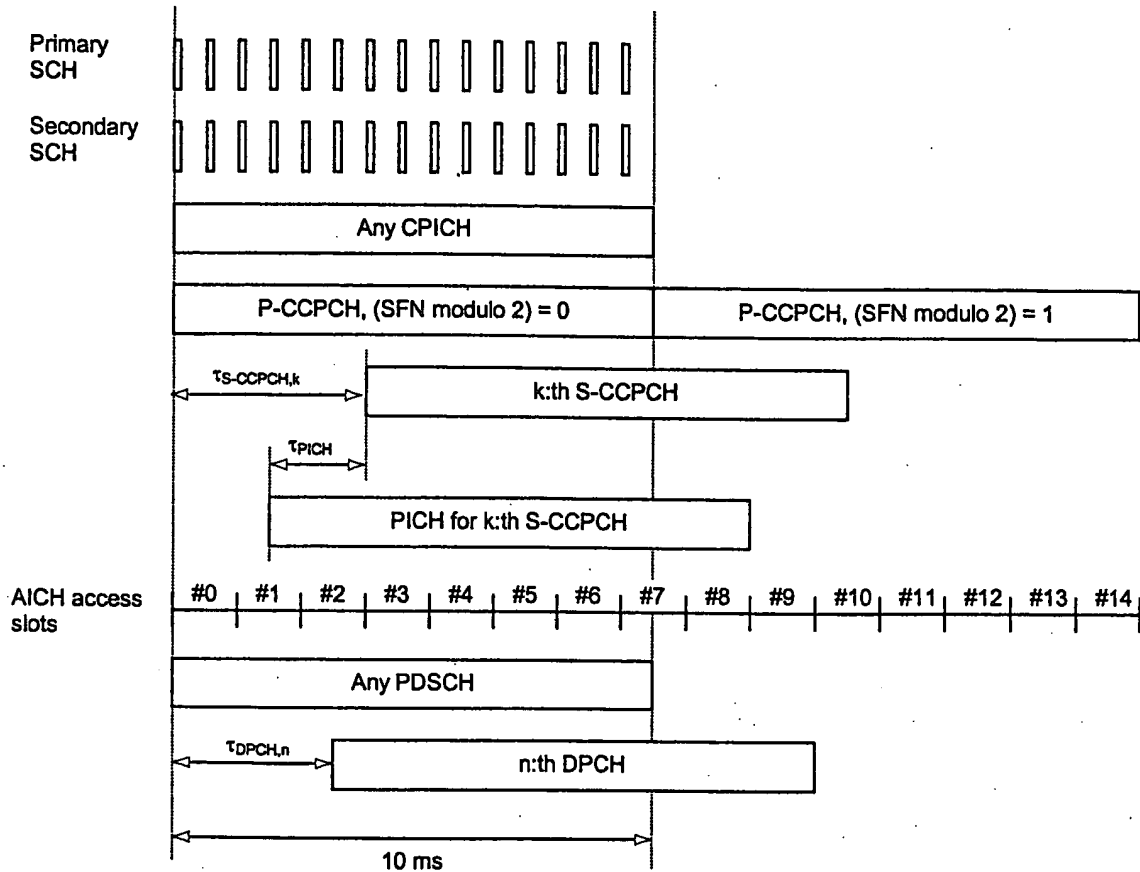 Primary
SCH
Secondary
SCH
Any CPICH
P-CCPCH, (SFN modulo 2) = 0
P-CCPCH, (SFN modulo 2) = 1
τS-CCPCH,k
k:th S-CCPCH
τPICH
PICH for k:th S-CCPCH
AICH access
slots
#0 #1 #2 #3 #4 #5 #6 #7 #8 #9 #10 #11 #12 #13 #14
Any PDSCH
τDPCH,n
n:th DPCH
10 ms